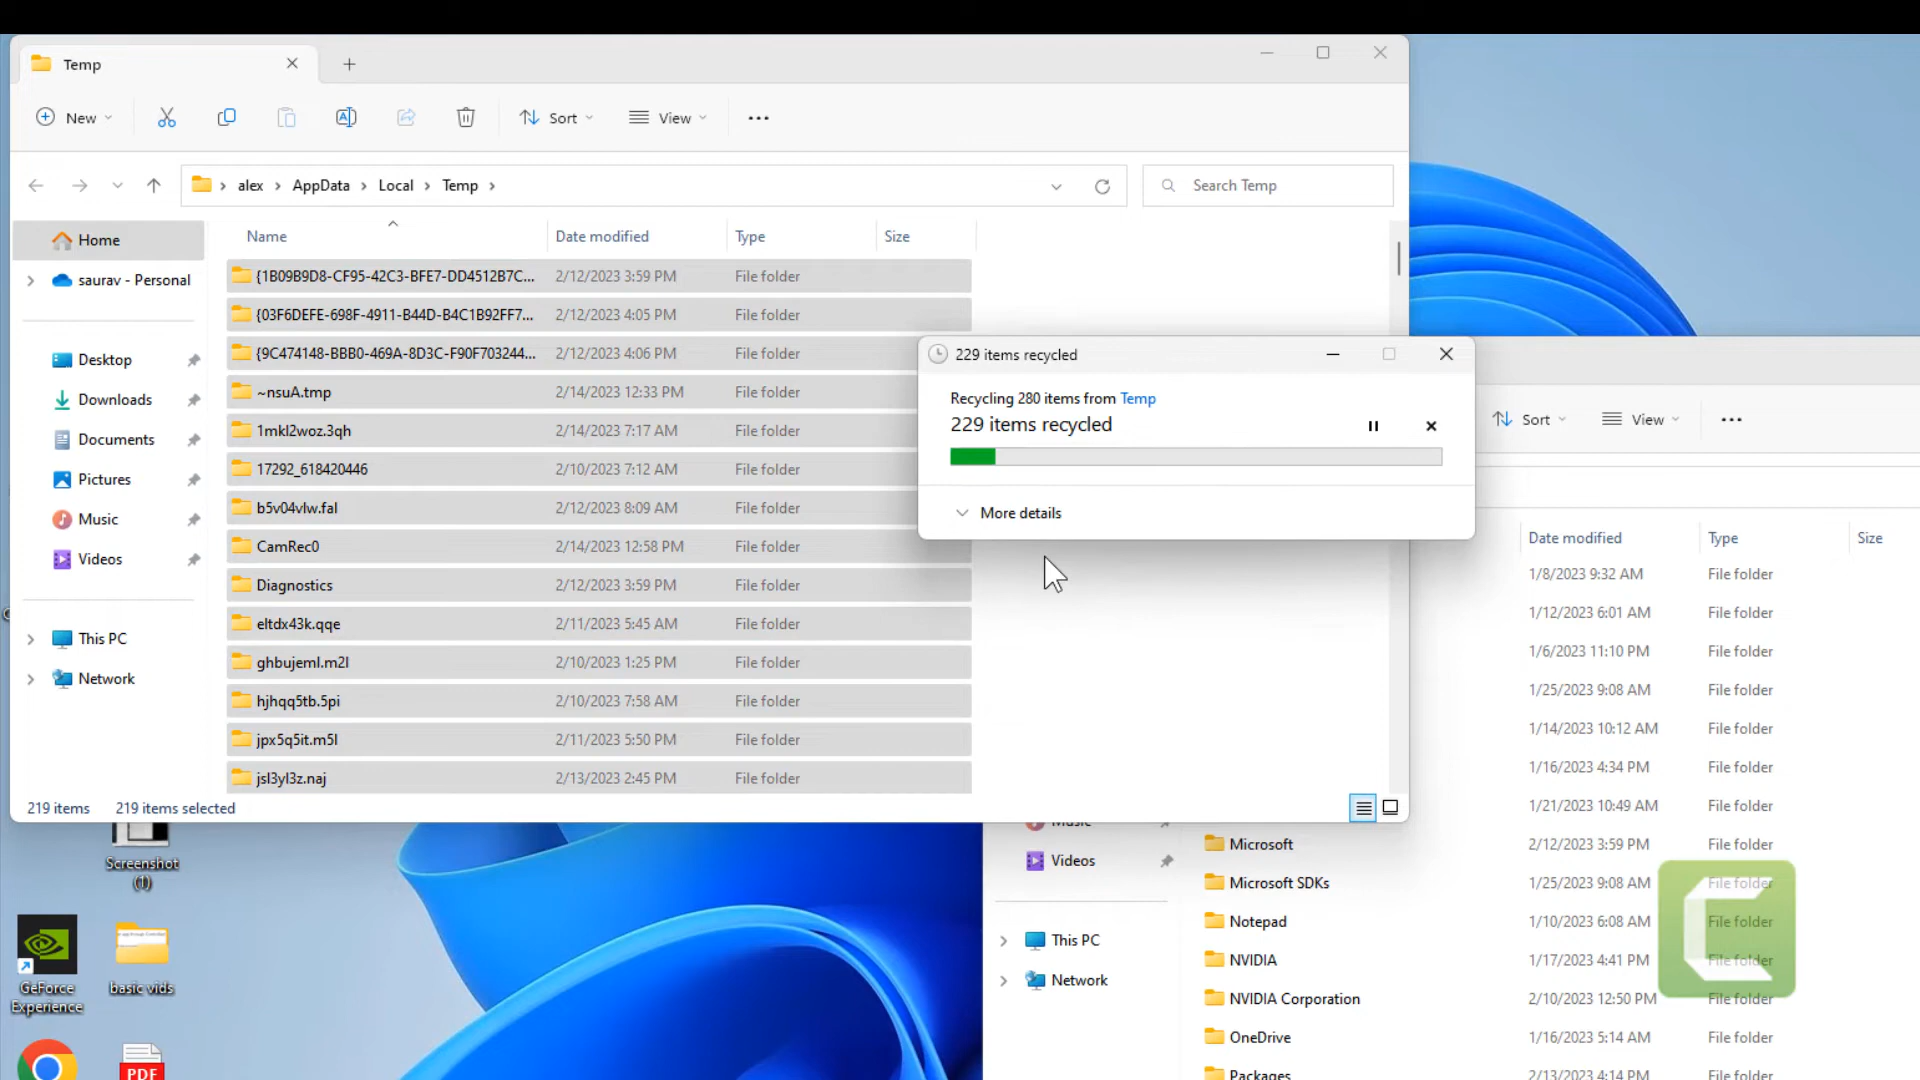 Temp
New
Sort
View
alex > AppData > Local > Temp >
Search Temp
Home
saurav - Personal
Desktop
Downloads
Documents
Pictures
Music
Videos
This PC
Network
Name Date modified Type Size
{1B09B9D8-CF95-42C3-BFE7-DD4512B7C... 2/12/2023 3:59 PM File folder
{03F6DEFE-698F-4911-B44D-B4C1B92FF7... 2/12/2023 4:05 PM File folder
{9C474148-BBB0-469A-8D3C-F90F703244... 2/12/2023 4:06 PM File folder
~nsuA.tmp 2/14/2023 12:33 PM File folder
1mkl2woz.3qh 2/14/2023 7:17 AM File folder
17292_618420446 2/10/2023 7:12 AM File folder
b5v04vlw.fal 2/12/2023 8:09 AM File folder
CamRec0 2/14/2023 12:58 PM File folder
Diagnostics 2/12/2023 3:59 PM File folder
eltdx43k.qqe 2/11/2023 5:45 AM File folder
ghbujeml.m2l 2/10/2023 1:25 PM File folder
hjhqq5tb.5pi 2/10/2023 7:58 AM File folder
jpx5q5it.m5l 2/11/2023 5:50 PM File folder
jsl3yl3z.naj 2/13/2023 2:45 PM File folder
219 items 219 items selected
229 items recycled
Recycling 280 items from Temp
229 items recycled
More details
Sort
View
Date modified Type Size
1/8/2023 9:32 AM File folder
1/12/2023 6:01 AM File folder
1/6/2023 11:10 PM File folder
1/25/2023 9:08 AM File folder
1/14/2023 10:12 AM File folder
1/16/2023 4:34 PM File folder
1/21/2023 10:49 AM File folder
Microsoft 2/12/2023 3:59 PM File folder
Microsoft SDKs 1/25/2023 9:08 AM File folder
Notepad 1/10/2023 6:08 AM File folder
NVIDIA 1/17/2023 4:41 PM File folder
NVIDIA Corporation 2/10/2023 12:50 PM File folder
OneDrive 1/16/2023 5:14 AM File folder
Packages 2/13/2023 4:14 PM File folder
Music
Videos
This PC
Network
Screenshot
(1)
GeForce
Experience
basic vids
PDF